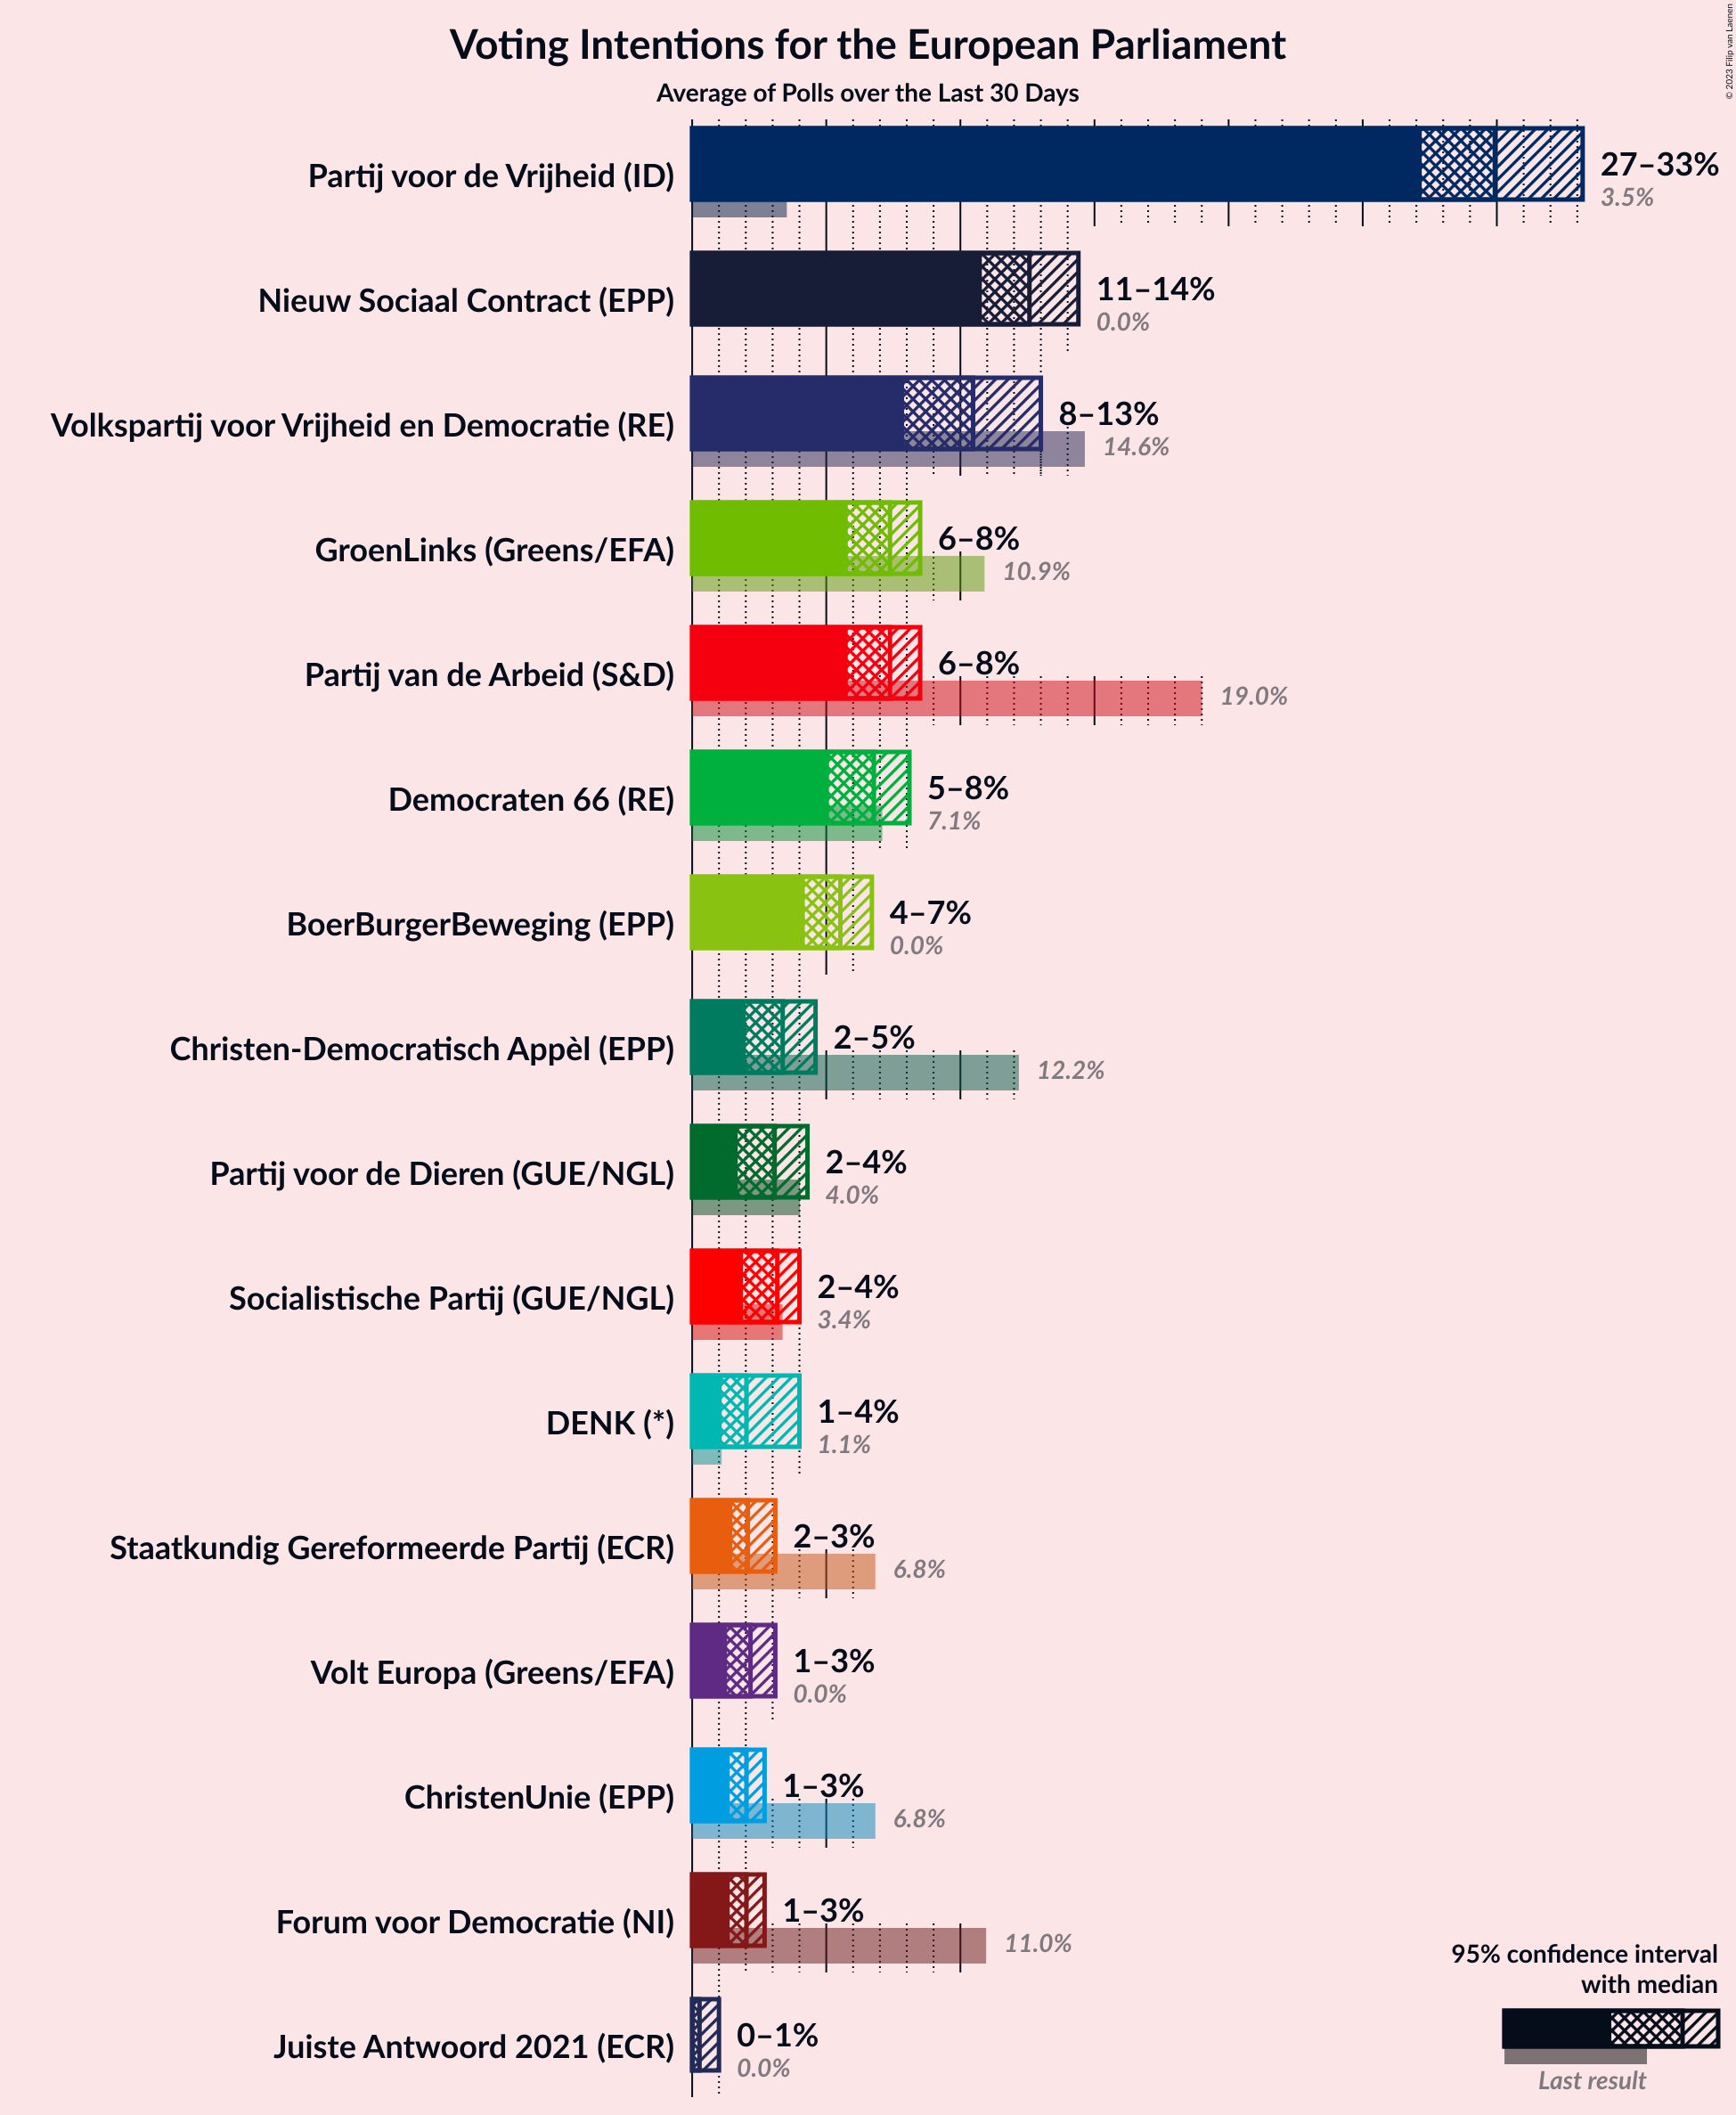 Voting Intentions for the European Parliament
Average of Polls over the Last 30 Days
© 2023 Filip van Laenen
Partij voor de Vrijheid (ID)
27–33%
3.5%
Nieuw Sociaal Contract (EPP)
11–14%
0.0%
Volkspartij voor Vrijheid en Democratie (RE)
8–13%
14.6%
GroenLinks (Greens/EFA)
6–8%
10.9%
Partij van de Arbeid (S&D)
6–8%
19.0%
Democraten 66 (RE)
5–8%
7.1%
BoerBurgerBeweging (EPP)
4–7%
0.0%
Christen-Democratisch Appèl (EPP)
2–5%
12.2%
Partij voor de Dieren (GUE/NGL)
2–4%
4.0%
Socialistische Partij (GUE/NGL)
2–4%
3.4%
DENK (*)
1–4%
1.1%
Staatkundig Gereformeerde Partij (ECR)
2–3%
6.8%
Volt Europa (Greens/EFA)
1–3%
0.0%
ChristenUnie (EPP)
1–3%
6.8%
Forum voor Democratie (NI)
1–3%
11.0%
Juiste Antwoord 2021 (ECR)
0–1%
0.0%
95% confidence interval
with median
Last result